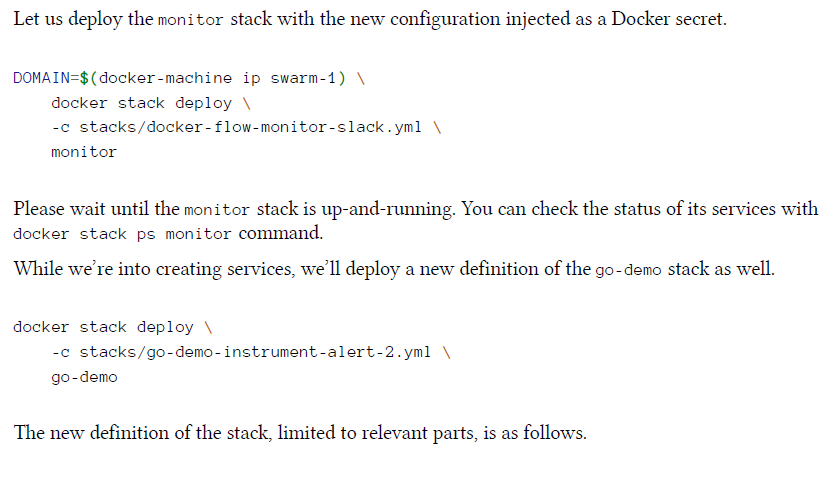 Let us deploy the monitor stack with the new configuration injected as a Docker secret.
DOMAIN=$(docker-machine ip swarm-1) \
    docker stack deploy \
    -c stacks/docker-flow-monitor-slack.yml \
    monitor
Please wait until the monitor stack is up-and-running. You can check the status of its services with
docker stack ps monitor command.
While we’re into creating services, we’ll deploy a new definition of the go-demo stack as well.
docker stack deploy \
    -c stacks/go-demo-instrument-alert-2.yml \
    go-demo
The new definition of the stack, limited to relevant parts, is as follows.